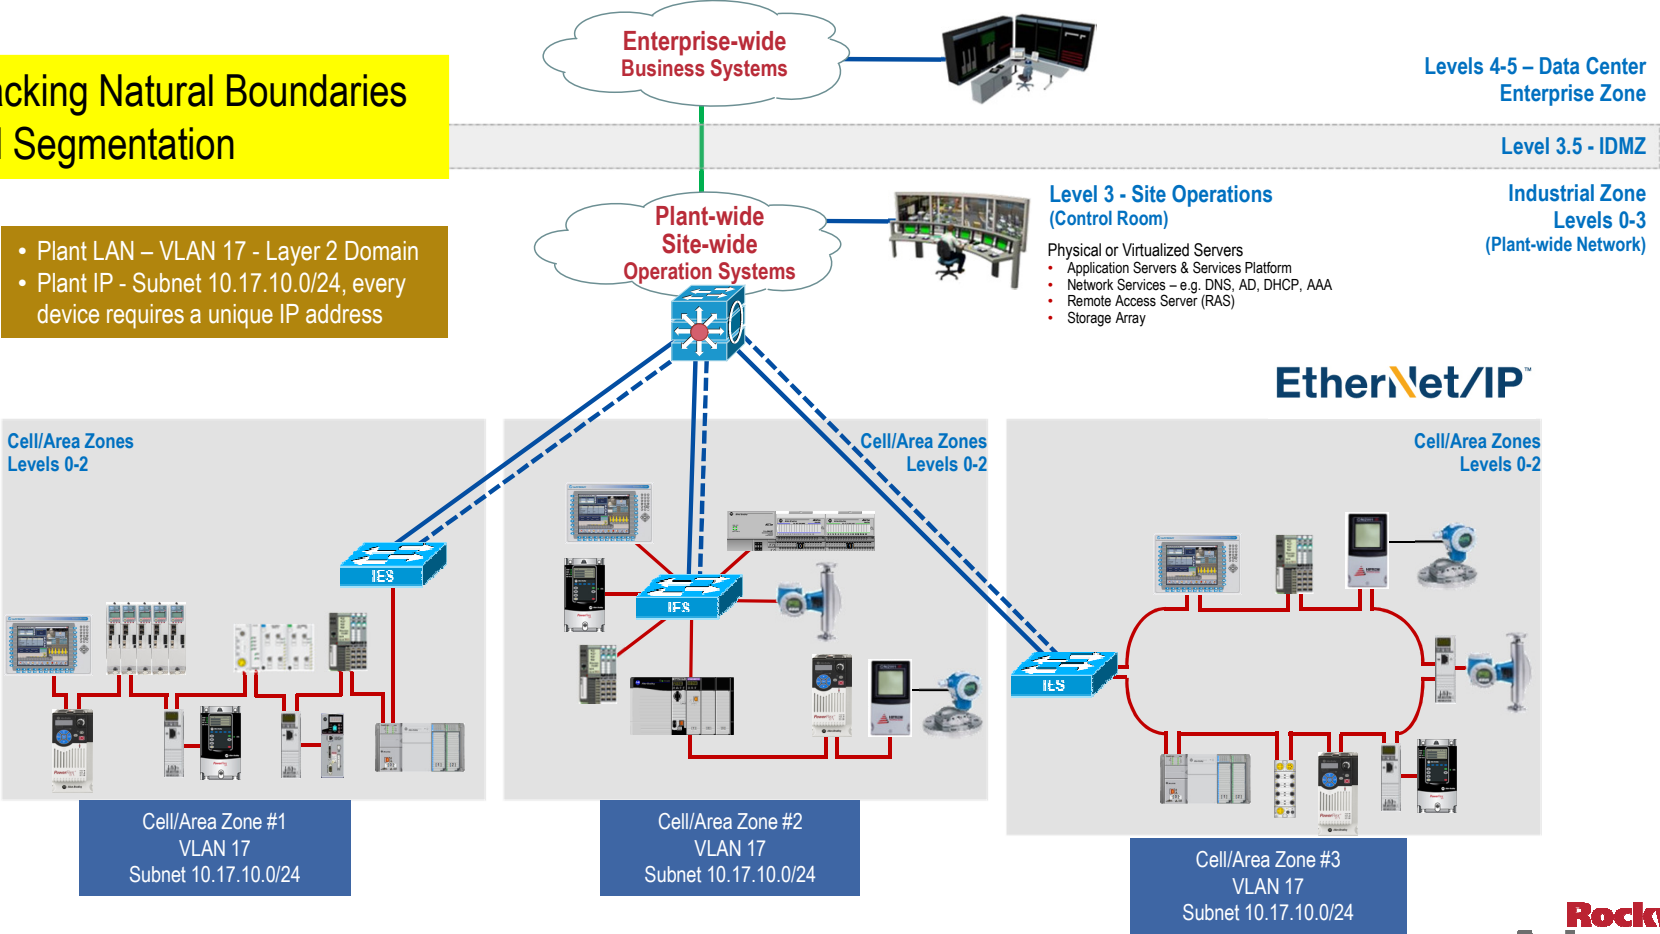 Enterprise-wide
Business Systems
Levels 4-5 – Data Center
Enterprise Zone
acking Natural Boundaries
Segmentation
Level 3.5 - IDMZ
Plant-wide
Site-wide
Operation Systems
Level 3 - Site Operations
(Control Room)
Physical or Virtualized Servers
• Application Servers & Services Platform
• Network Services – e.g. DNS, AD, DHCP, AAA
• Remote Access Server (RAS)
• Storage Array
Industrial Zone
Levels 0-3
(Plant-wide Network)
• Plant LAN – VLAN 17 - Layer 2 Domain
• Plant IP - Subnet 10.17.10.0/24, every
device requires a unique IP address
EtherNet/IP™
Cell/Area Zones
Levels 0-2
Cell/Area Zones
Levels 0-2
Cell/Area Zones
Levels 0-2
IES
IES
IES
Cell/Area Zone #1
VLAN 17
Subnet 10.17.10.0/24
Cell/Area Zone #2
VLAN 17
Subnet 10.17.10.0/24
Cell/Area Zone #3
VLAN 17
Subnet 10.17.10.0/24
Rock